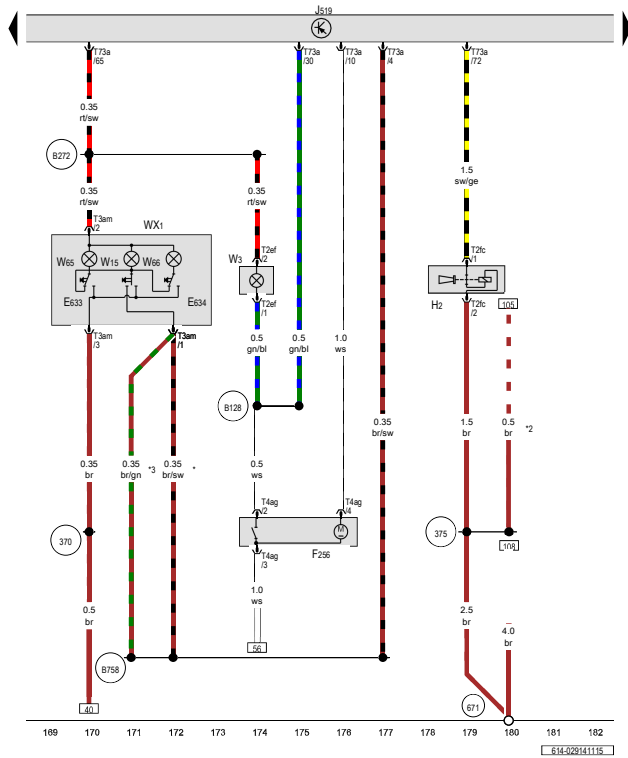 J519
T73a
/65
T73a
/30
T73a
/10
T73a
/4
T73a
/72
0.35
rt/sw
B272
0.35
rt/sw
0.35
rt/sw
1.5
sw/ge
T3am
/2
WX1
W65
W15
W66
E633
E634
W3
T2ef
/2
T2ef
/1
T2fc
/1
H2
T2fc
/2
105
T3am
/3
T3am
/1
0.5
gn/bl
0.5
gn/bl
1.0
ws
B128
0.35
br/sw
1.5
br
0.5
br
*2
0.35
br
0.35
br/gn
*3
0.35
br/sw
*
0.5
ws
T4ag
/2
T4ag
/4
M
F256
T4ag
/3
370
375
108
0.5
br
1.0
ws
2.5
br
4.0
br
56
B758
40
671
169 170 171 172 173 174 175 176 177 178 179 180 181 182
614-029141115